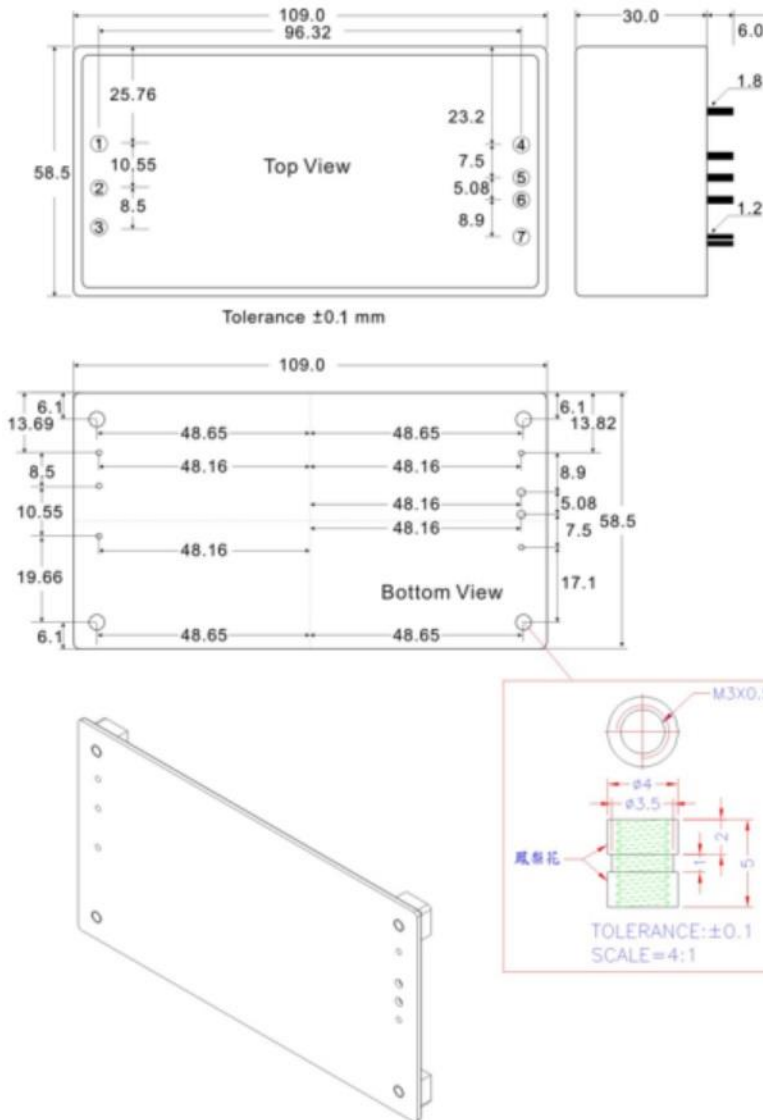 109.0
96.32
30.0
6.0
25.76
23.2
1.8
① ④
10.55 Top View 7.5
58.5
② ⑤
5.08
8.5 ⑥
8.9
③ ⑦
1.2
Tolerance ±0.1 mm
109.0
6.1 6.1
13.69 13.82
48.65 48.65
8.5 48.16 48.16 8.9
48.16 5.08
10.55 58.5
48.16 7.5
48.16
19.66 Bottom View 17.1
6.1 48.65 48.65
M3X0.
ø4
ø3.5
2
1
5
鳳梨花
TOLERANCE:±0.1
SCALE=4:1